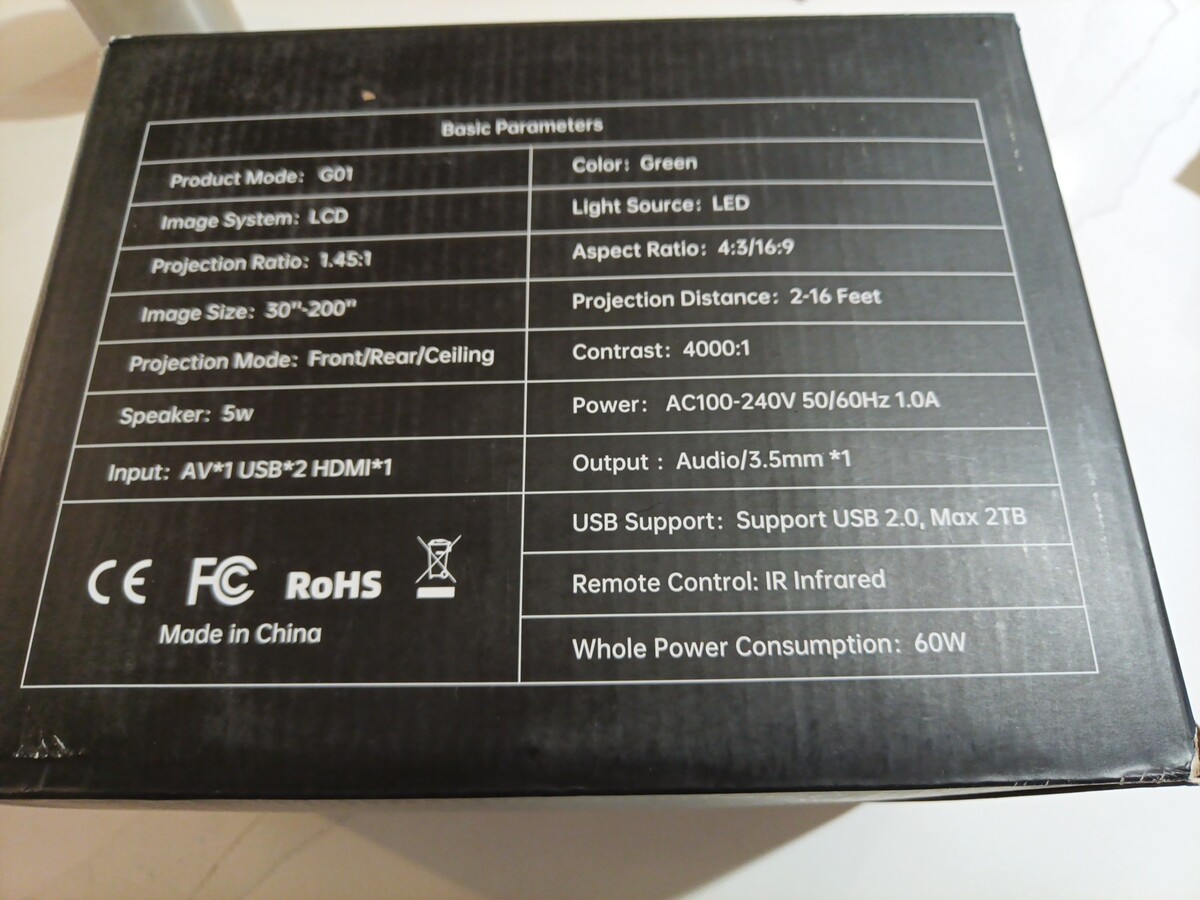 Basic Parameters
Product Mode: G01
Color: Green
Image System: LCD
Light Source: LED
Projection Ratio: 1.45:1
Aspect Ratio: 4:3/16:9
Image Size: 30"-200"
Projection Distance: 2-16 Feet
Projection Mode: Front/Rear/Ceiling
Contrast: 4000:1
Speaker: 5w
Power: AC100-240V 50/60Hz 1.0A
Input: AV*1 USB*2 HDMI*1
Output : Audio/3.5mm *1
USB Support: Support USB 2.0, Max 2TB
Remote Control: IR Infrared
Whole Power Consumption: 60W
CE FC RoHS
Made in China